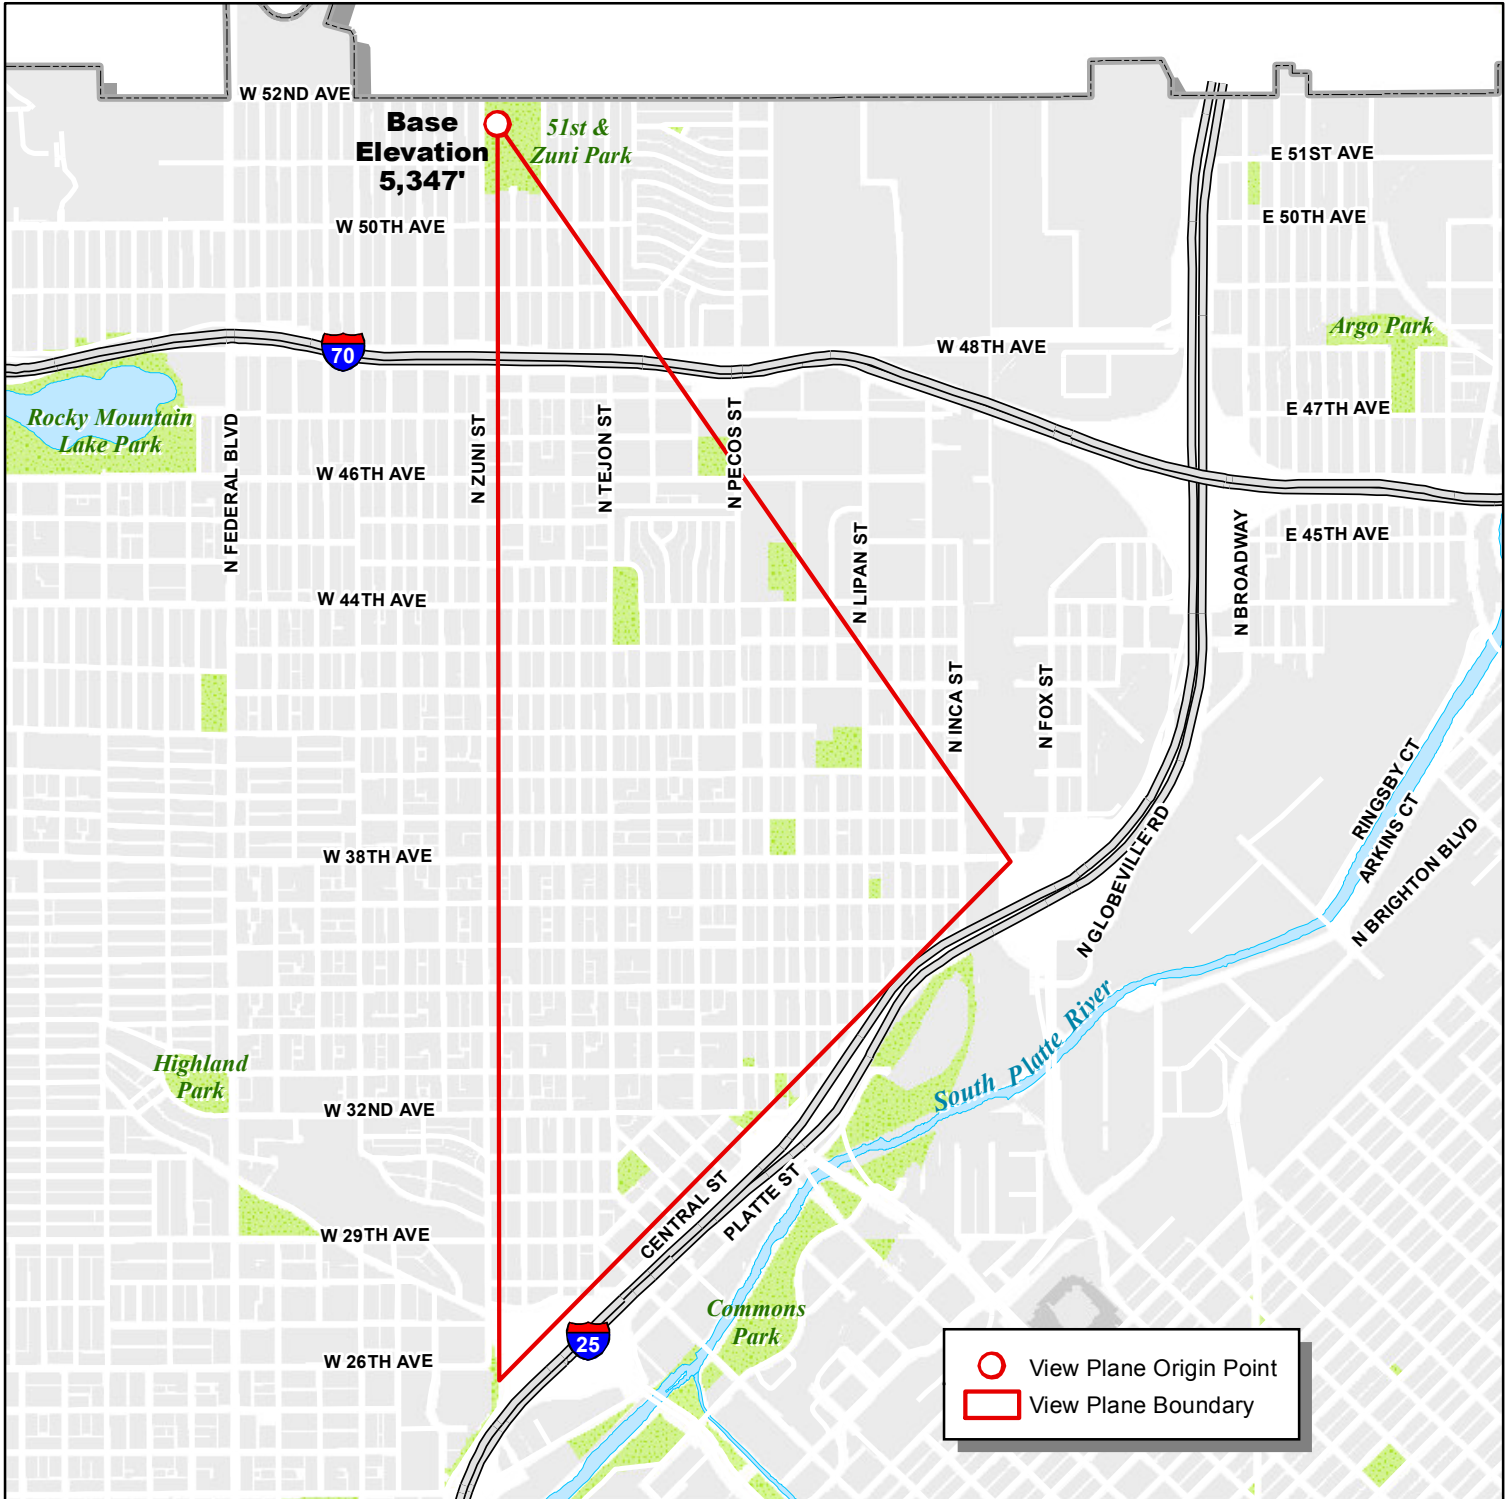 W 52ND AVE
Base
Elevation
5,347'
51st &
Zuni Park
E 51ST AVE
W 50TH AVE
E 50TH AVE
Argo Park
70
W 48TH AVE
Rocky Mountain
Lake Park
E 47TH AVE
N FEDERAL BLVD
W 46TH AVE
N ZUNI ST
N TEJON ST
N PECOS ST
N LIPAN ST
N BROADWAY
E 45TH AVE
W 44TH AVE
N INCA ST
N FOX ST
RINGSBY CT
ARKINS CT
N BRIGHTON BLVD
W 38TH AVE
N GLOBEVILLE RD
South Platte River
Highland
Park
W 32ND AVE
CENTRAL ST
PLATTE ST
W 29TH AVE
Commons
Park
25
W 26TH AVE
View Plane Origin Point
View Plane Boundary